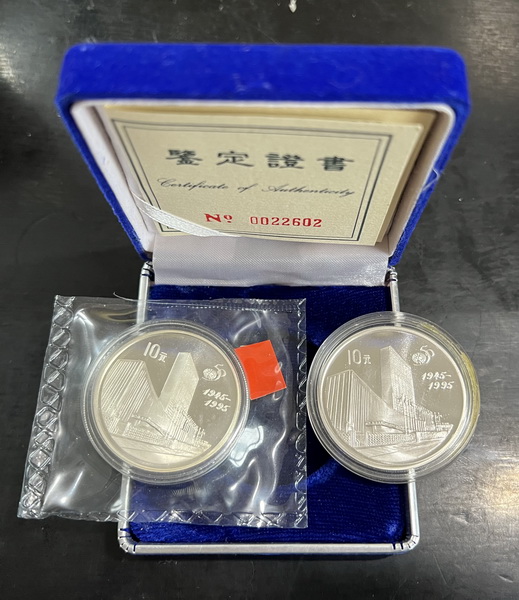 鑒定證書
Certificate of Authenticity
Nº 0022602
10元
1945-
1995
10元
1945-
1995